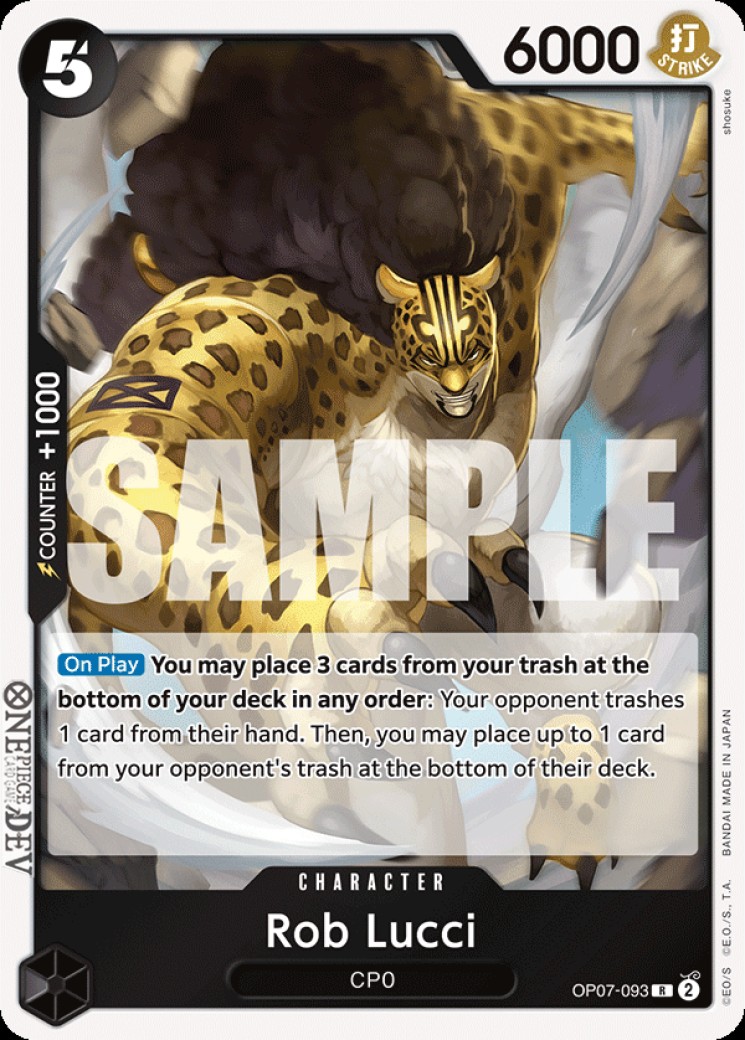 5
6000
打
STRIKE
shosuke
COUNTER +1000
SAMPLE
On Play You may place 3 cards from your trash at the
bottom of your deck in any order: Your opponent trashes
1 card from their hand. Then, you may place up to 1 card
from your opponent's trash at the bottom of their deck.
ONE PIECE
CARD GAME
.DEV
BANDAI MADE IN JAPAN
©EO/S ©E.O./S., T.A.
CHARACTER
Rob Lucci
CP0
OP07-093 R 2